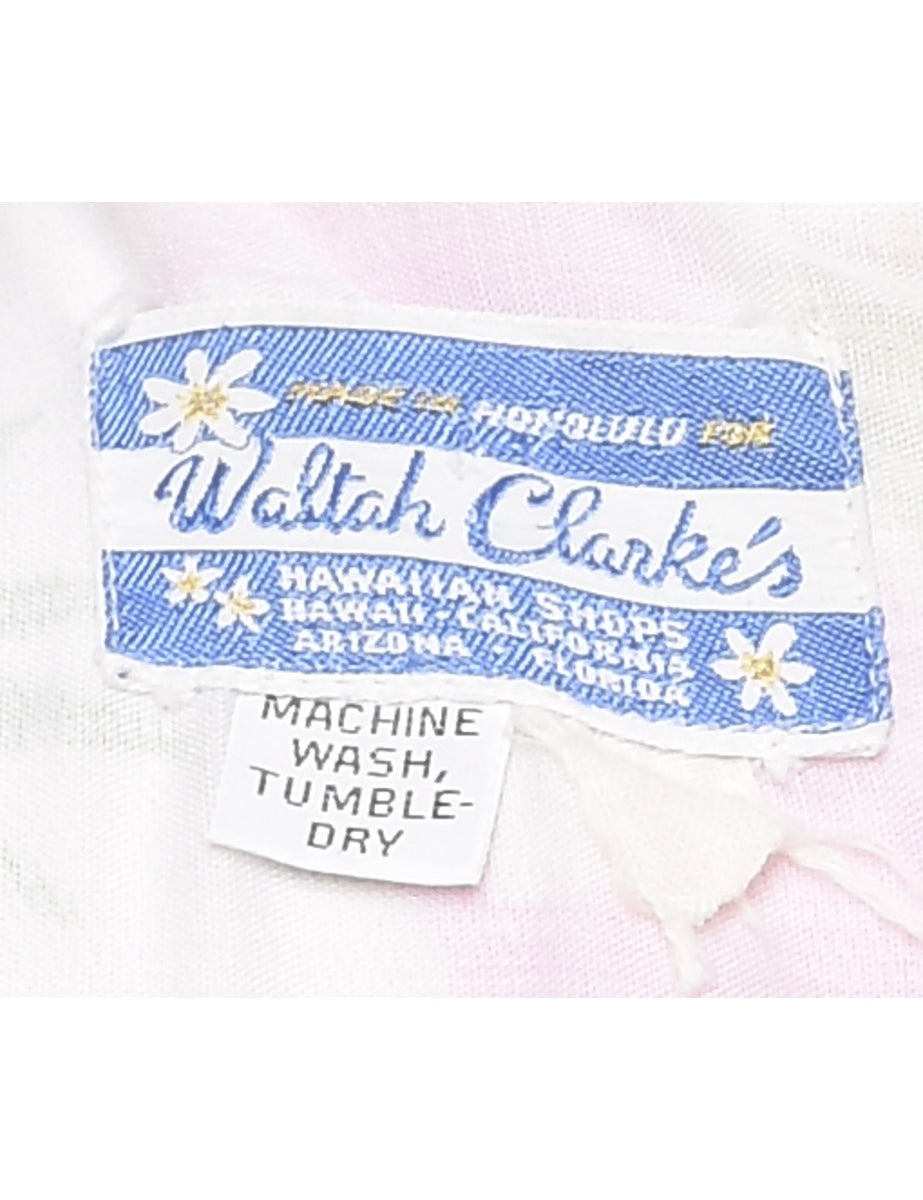 MADE IN HONOLULU FOR
Waltah Clarke's
HAWAIIAN SHOPS
HAWAII - CALIFORNIA
ARIZONA - FLORIDA
MACHINE
WASH,
TUMBLE-
DRY